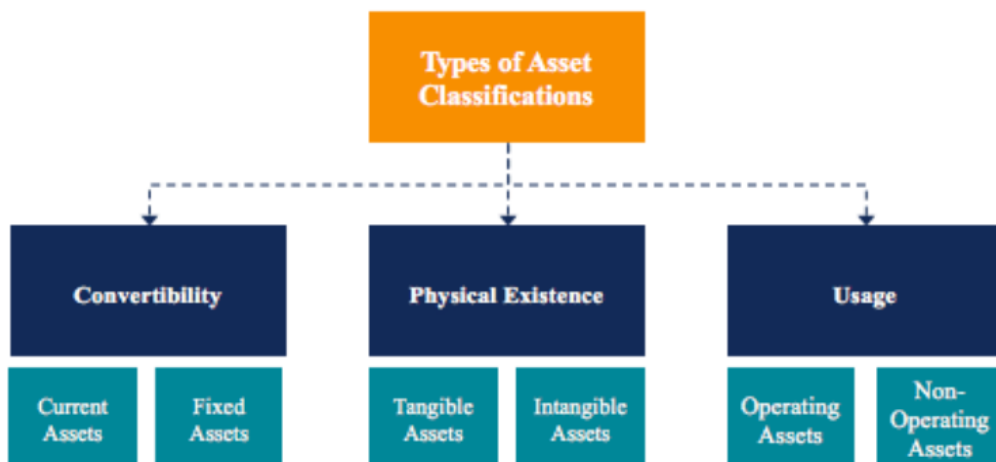 Types of Asset
Classifications
Convertibility
Physical Existence
Usage
Current
Assets
Fixed
Assets
Tangible
Assets
Intangible
Assets
Operating
Assets
Non-
Operating
Assets